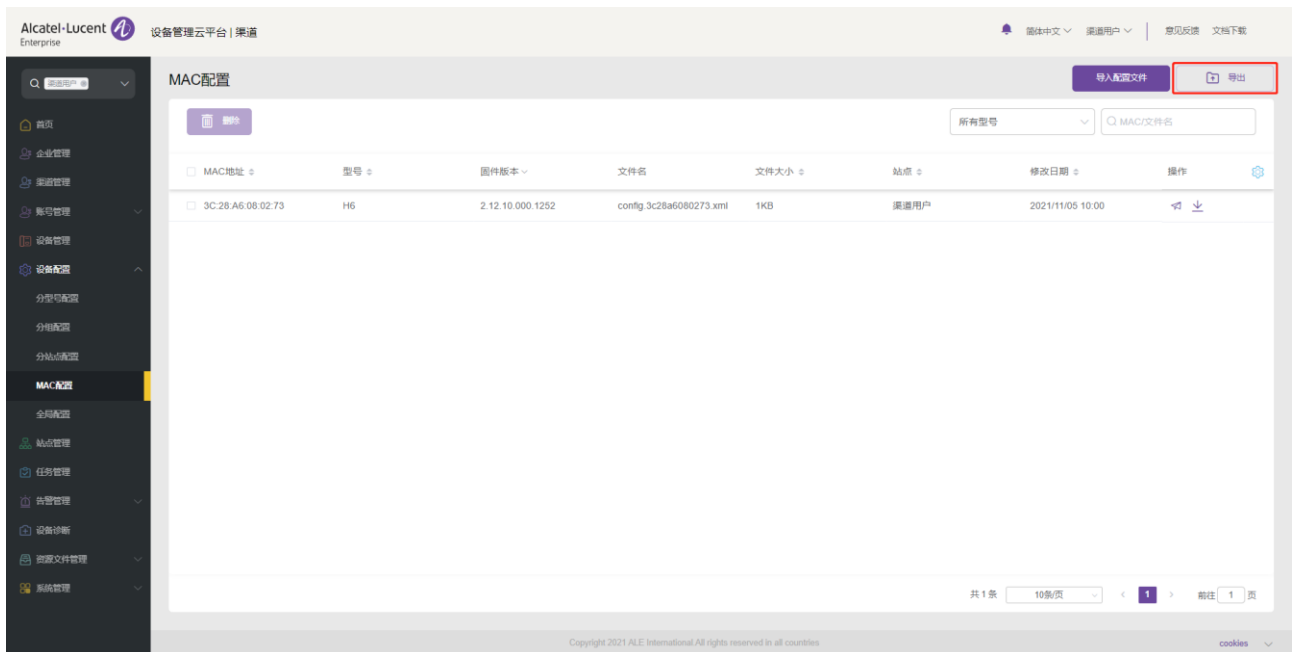 Alcatel·Lucent
Enterprise
设备管理云平台 | 渠道
简体中文
渠道用户
意见反馈
文档下载
渠道用户
首页
企业管理
渠道管理
账号管理
设备管理
设备配置
分型号配置
分组配置
分站点配置
MAC配置
全局配置
站点管理
任务管理
告警管理
设备诊断
资源文件管理
系统管理
MAC配置
导入配置文件
导出
删除
所有型号
MAC/文件名
MAC地址 型号 固件版本 文件名 文件大小 站点 修改日期 操作
3C:28:A6:08:02:73 H6 2.12.10.000.1252 config.3c28a6080273.xml 1KB 渠道用户 2021/11/05 10:00
共 1 条 10条/页 < 1 > 前往 1 页
Copyright 2021 ALE International.All rights reserved in all countries
cookies